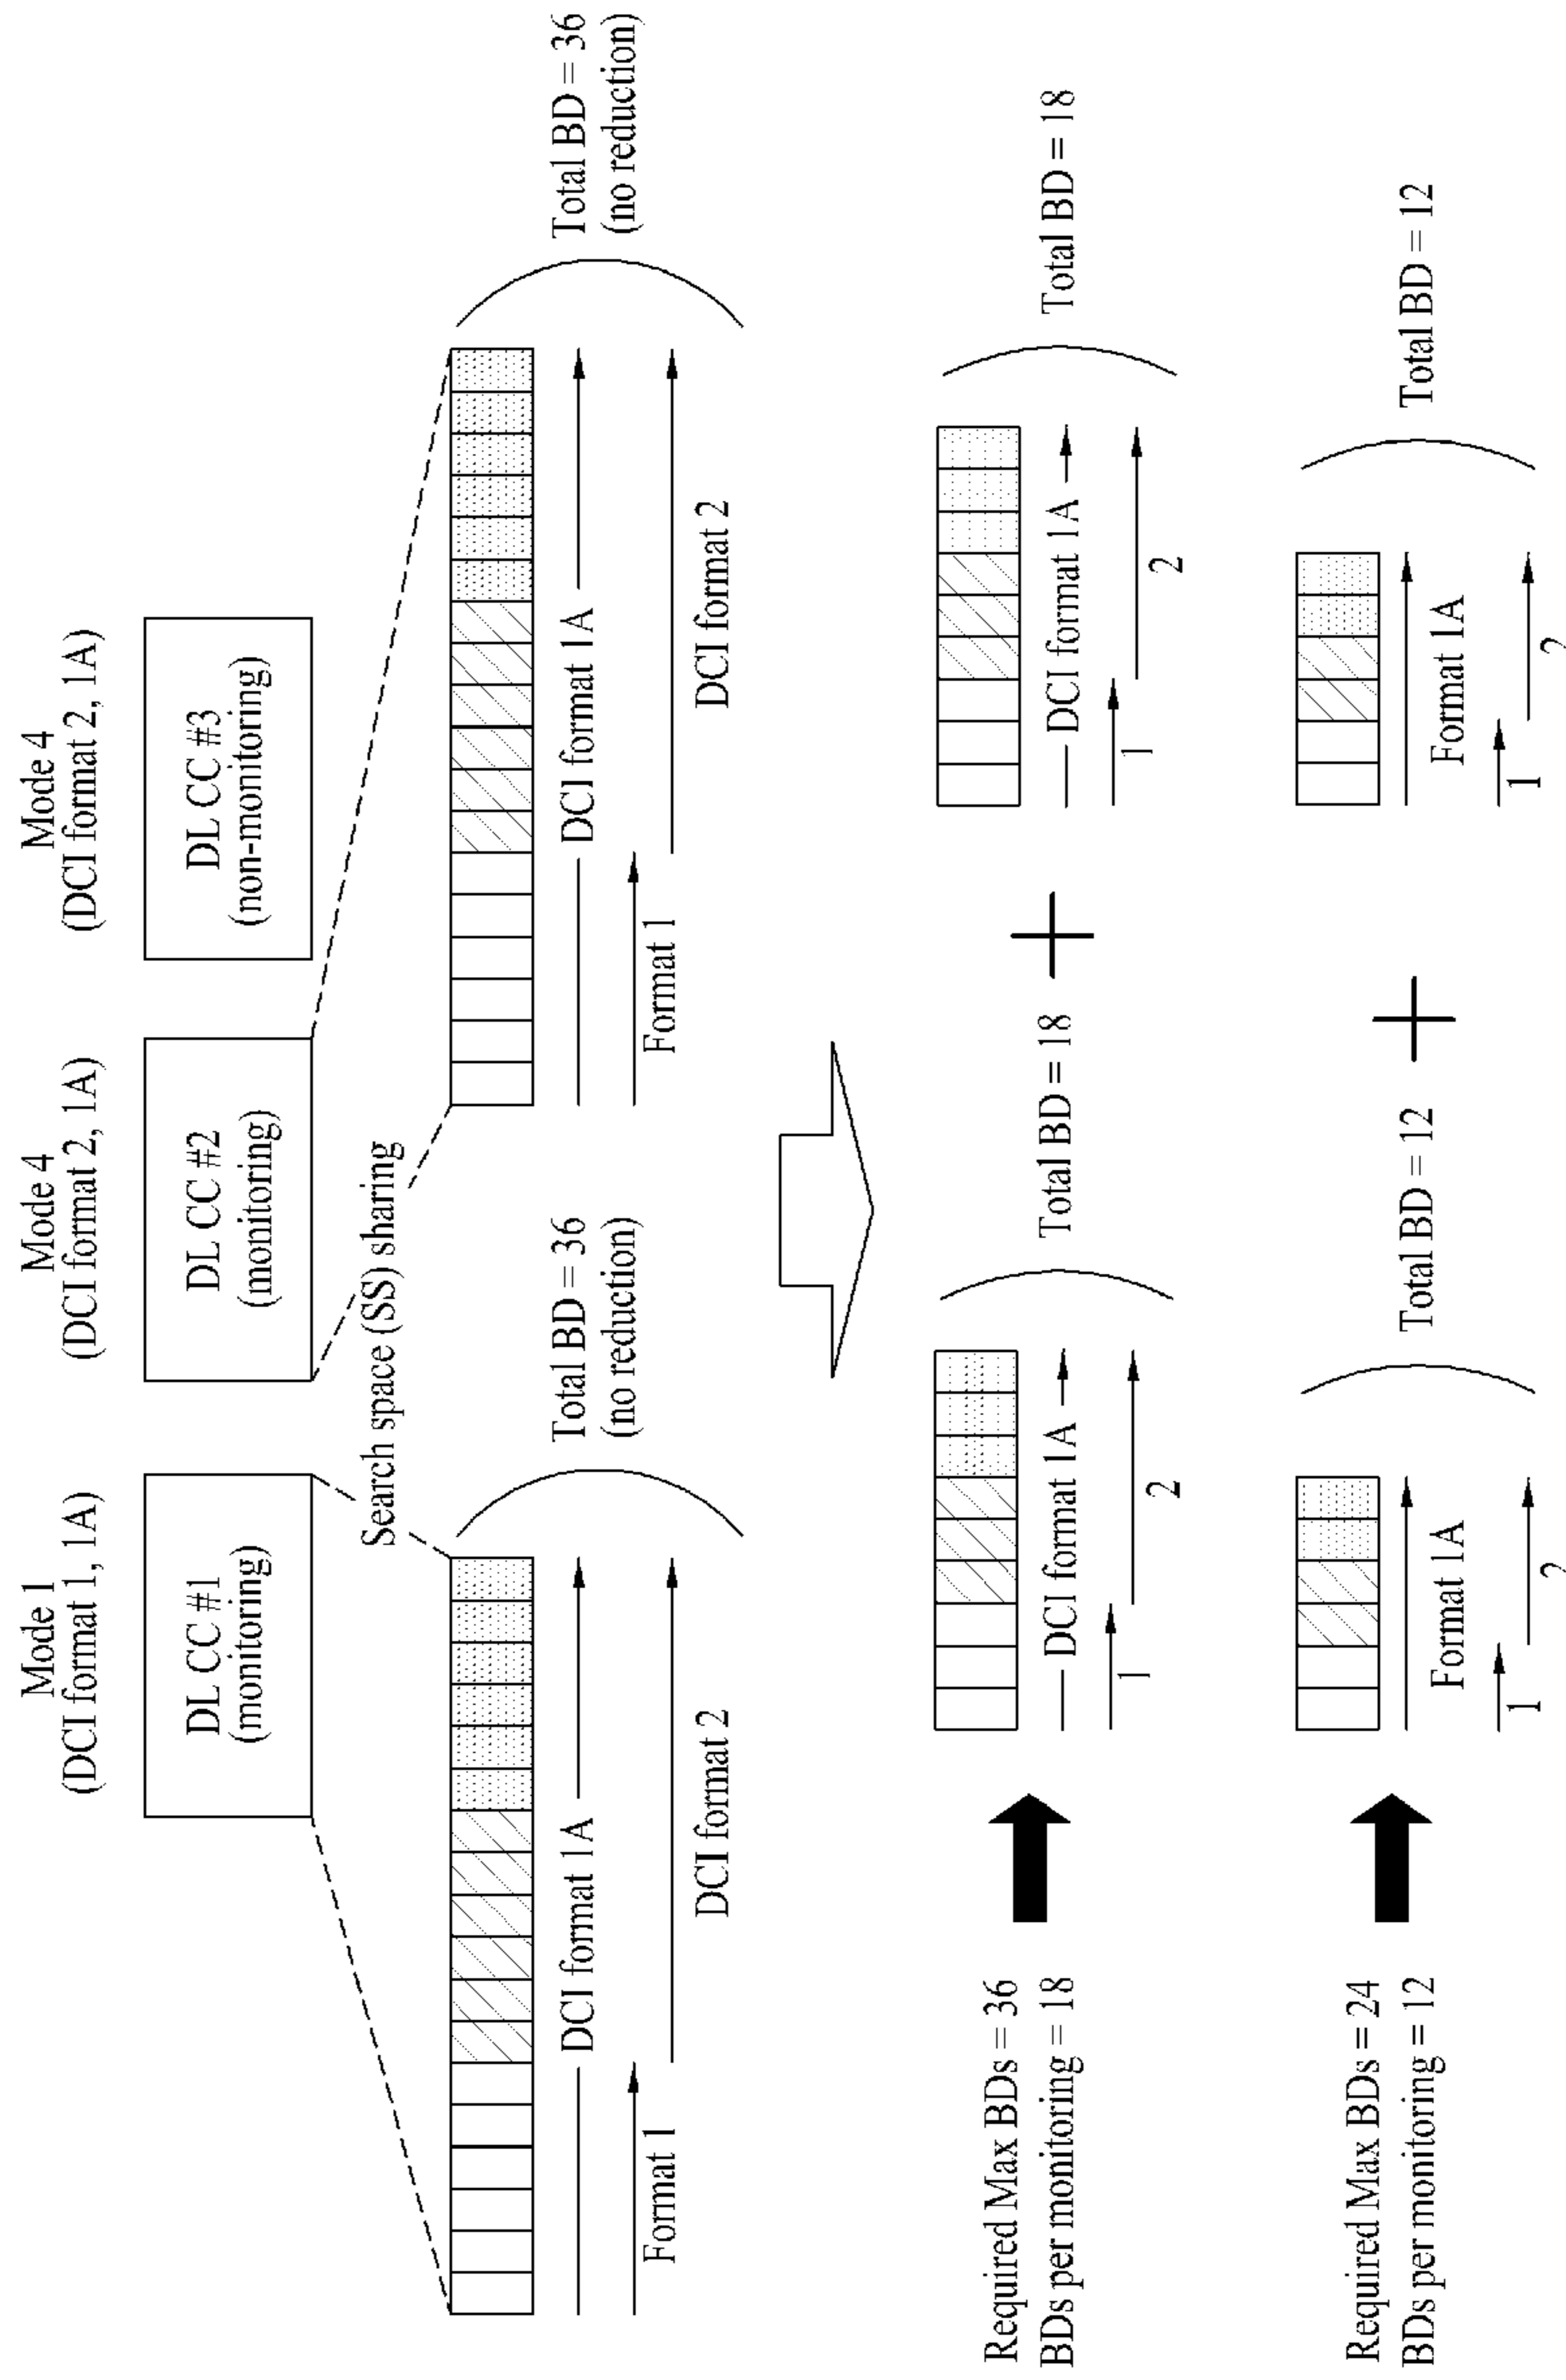 Mode 1
(DCI format 1, 1A)
Mode 4
(DCI format 2, 1A)
Mode 4
(DCI format 2, 1A)
DL CC #1
(monitoring)
DL CC #2
(monitoring)
DL CC #3
(non-monitoring)
Search space (SS) sharing
DCI format 1A
Format 1
DCI format 2
Total BD = 36
(no reduction)
DCI format 1A
Format 1
DCI format 2
Total BD = 36
(no reduction)
Required Max BDs = 36
BDs per monitoring = 18
DCI format 1A
1
2
Total BD = 18
+
DCI format 1A
1
2
Total BD = 18
Required Max BDs = 24
BDs per monitoring = 12
Format 1A
1
2
Total BD = 12
+
Format 1A
1
2
Total BD = 12